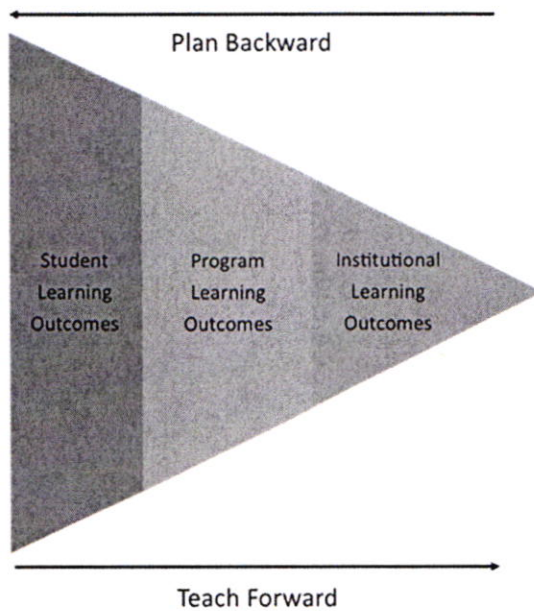 Plan Backward
Student
Learning
Outcomes
Program
Learning
Outcomes
Institutional
Learning
Outcomes
Teach Forward